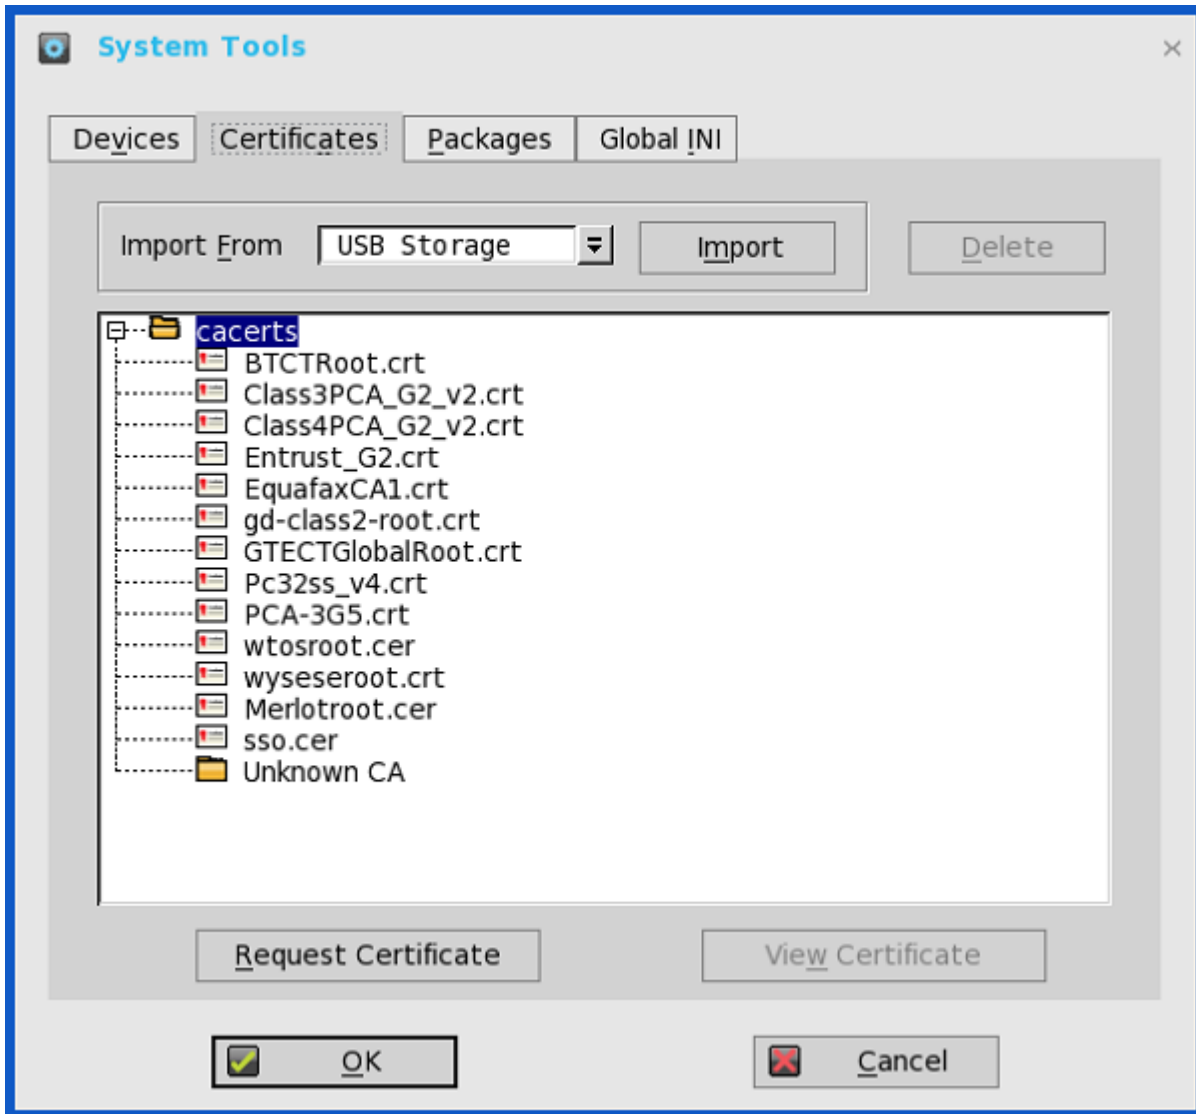 System Tools
Devices Certificates Packages Global INI
Import From USB Storage Import Delete
cacerts
BTCTRoot.crt
Class3PCA_G2_v2.crt
Class4PCA_G2_v2.crt
Entrust_G2.crt
EquafaxCA1.crt
gd-class2-root.crt
GTECTGlobalRoot.crt
Pc32ss_v4.crt
PCA-3G5.crt
wtosroot.cer
wyseseroot.crt
Merlotroot.cer
sso.cer
Unknown CA
Request Certificate View Certificate
OK Cancel